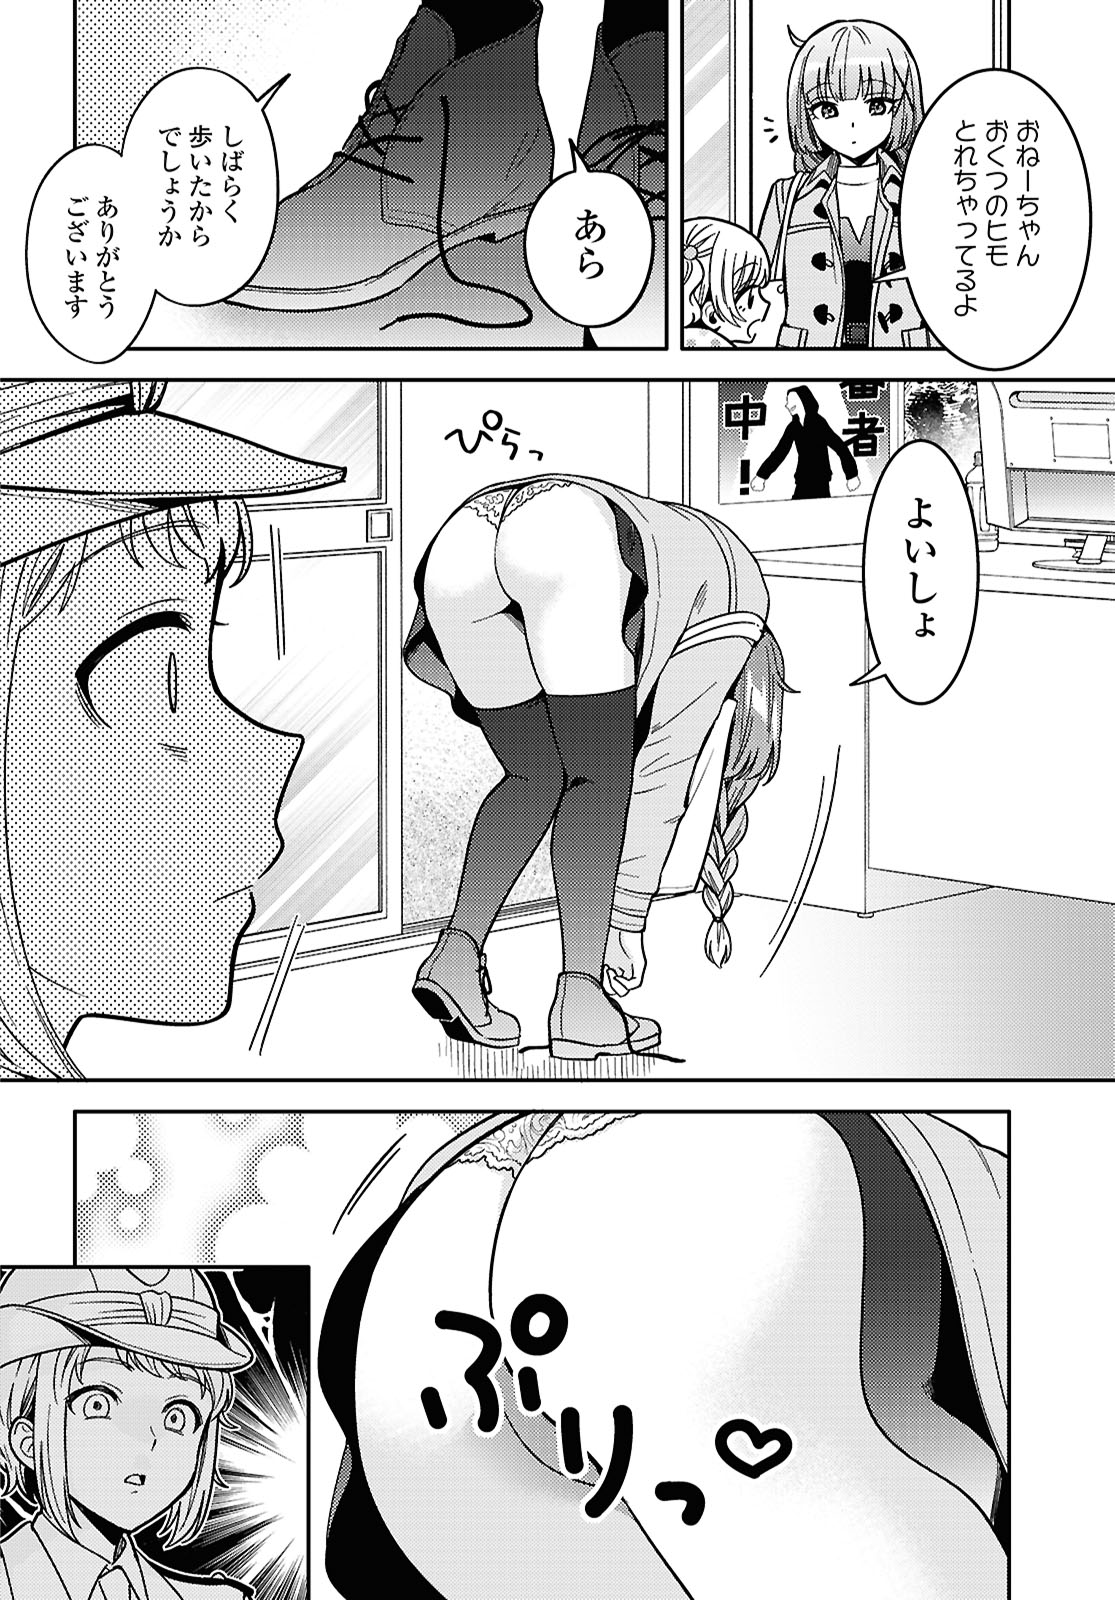 おねーちゃん
おくつのヒモ
とれちゃってるよ
あら
しばらく
歩いたから
でしょうか
ありがとう
ございます
ぴらっ
審者
中!
よいしょ
ぷりっ♡